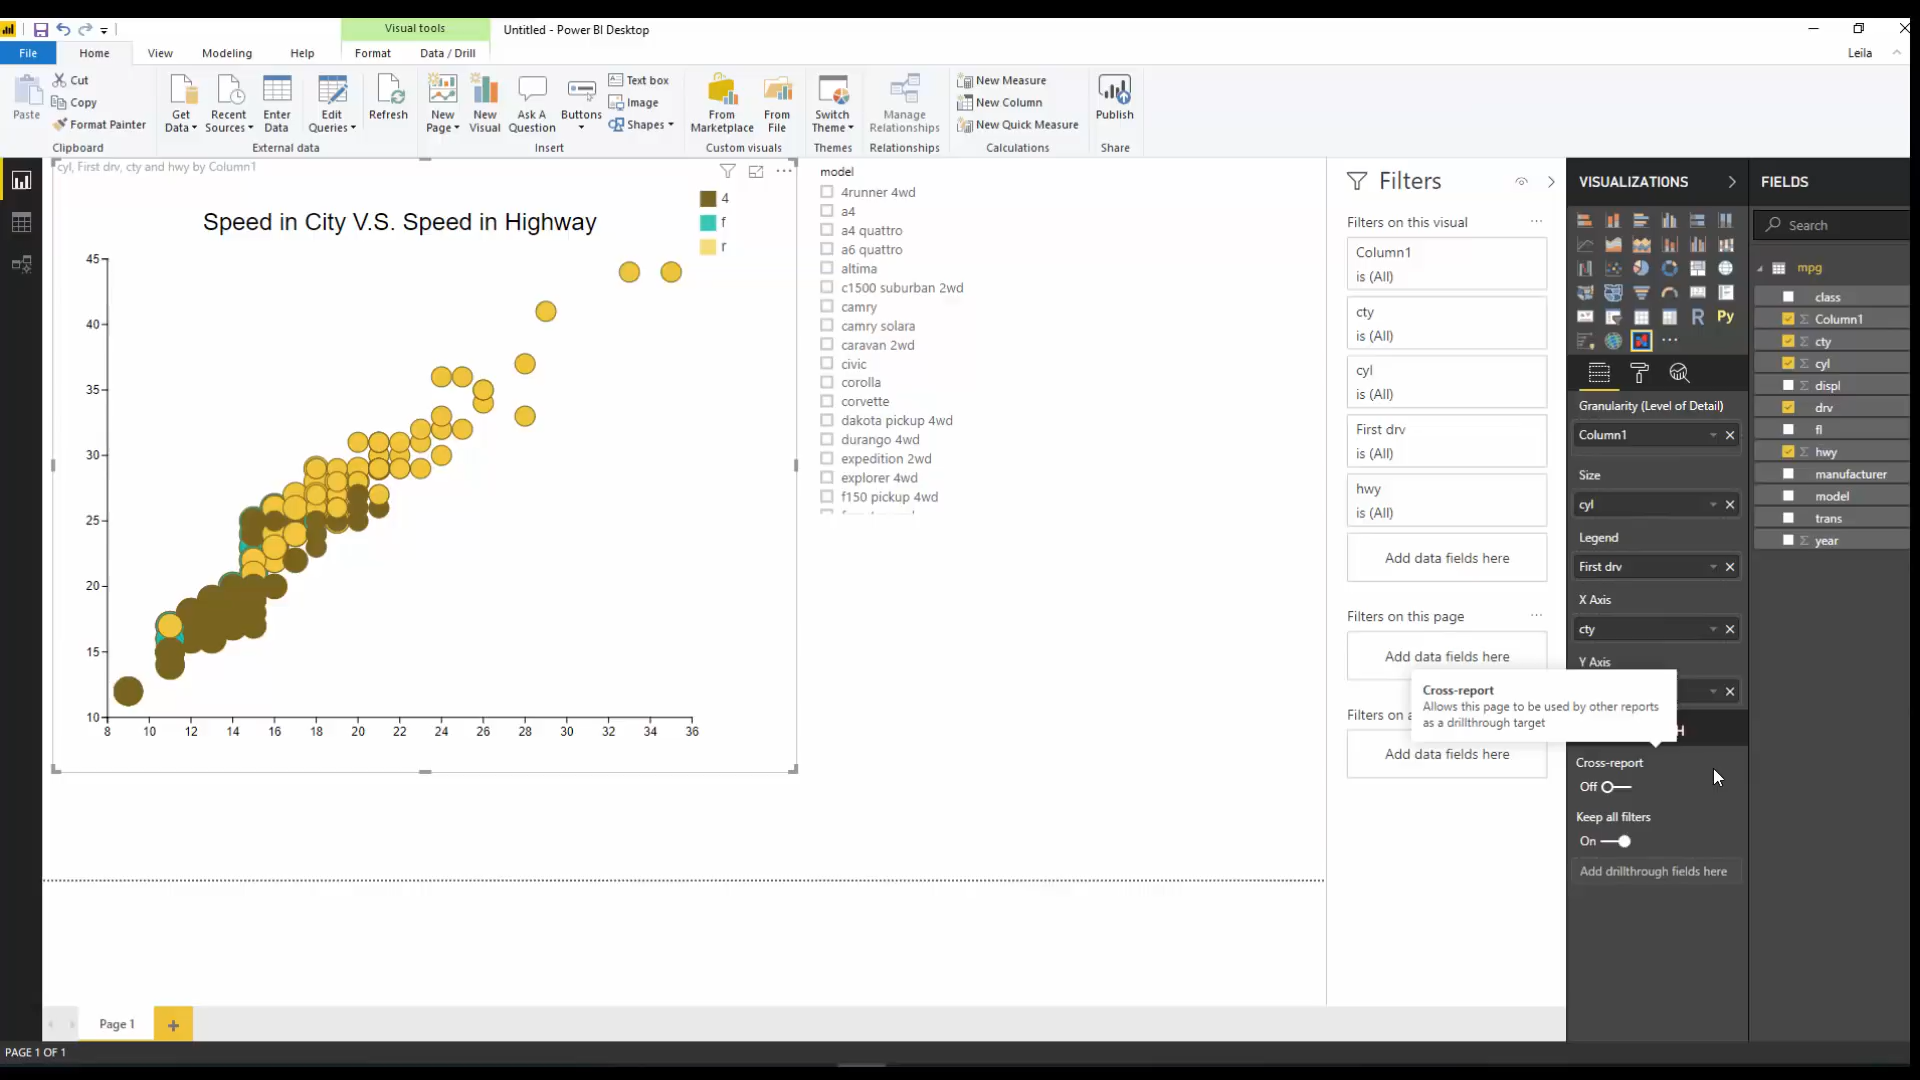 Visual tools
Untitled - Power BI Desktop
File
Home
View
Modeling
Help
Format
Data / Drill
Leila
Paste
Cut
Copy
Format Painter
Clipboard
Get Data
Recent Sources
Enter Data
Edit Queries
Refresh
External data
New Page
New Visual
Ask A Question
Buttons
Text box
Image
Shapes
Insert
From Marketplace
From File
Custom visuals
Switch Theme
Themes
Manage Relationships
Relationships
New Measure
New Column
New Quick Measure
Calculations
Publish
Share
cyl, First drv, cty and hwy by Column1
Speed in City V.S. Speed in Highway
4
f
r
45
40
35
30
25
20
15
10
8 10 12 14 16 18 20 22 24 26 28 30 32 34 36
model
4runner 4wd
a4
a4 quattro
a6 quattro
altima
c1500 suburban 2wd
camry
camry solara
caravan 2wd
civic
corolla
corvette
dakota pickup 4wd
durango 4wd
expedition 2wd
explorer 4wd
f150 pickup 4wd
Filters
Filters on this visual
Column1
is (All)
cty
is (All)
cyl
is (All)
First drv
is (All)
hwy
is (All)
Add data fields here
Filters on this page
Add data fields here
Filters on a
Add data fields here
VISUALIZATIONS
R
Py
Granularity (Level of Detail)
Column1
Size
cyl
Legend
First drv
X Axis
cty
Y Axis
Cross-report
Allows this page to be used by other reports
as a drillthrough target
H
Cross-report
Off
Keep all filters
On
Add drillthrough fields here
FIELDS
Search
mpg
class
Column1
cty
cyl
displ
drv
fl
hwy
manufacturer
model
trans
year
Page 1
PAGE 1 OF 1